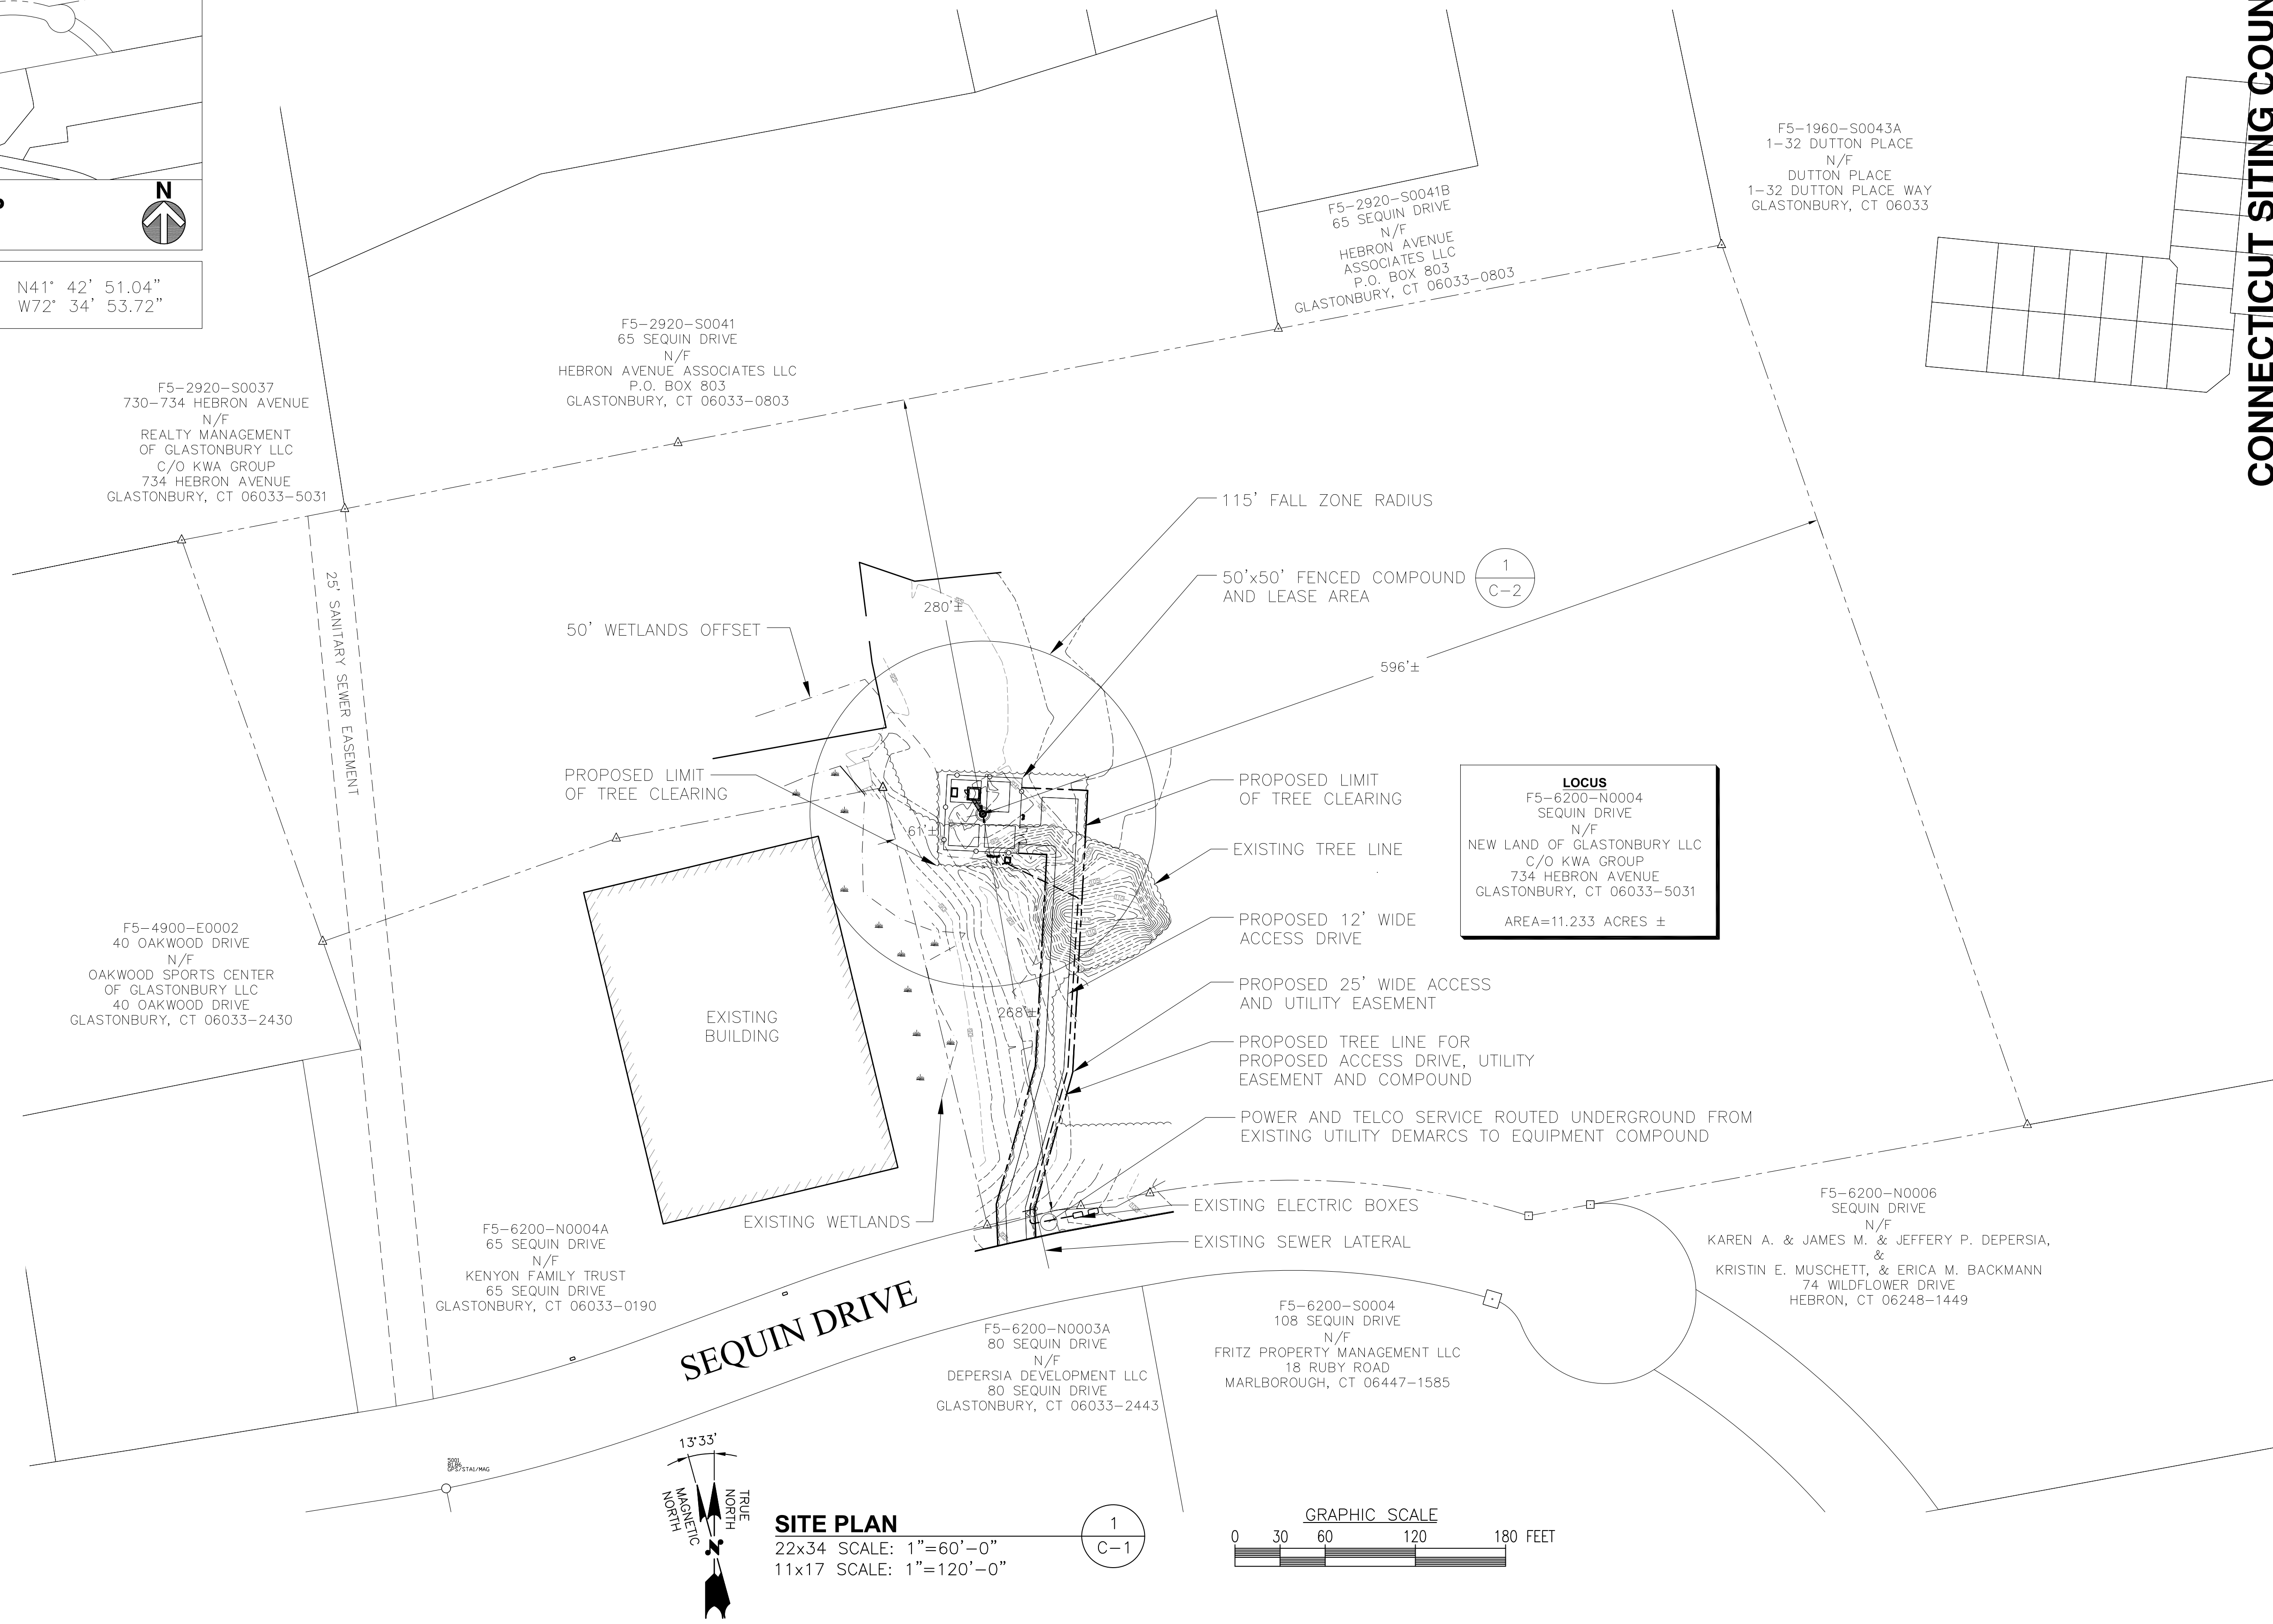 N
N41° 42' 51.04"
W72° 34' 53.72"
CONNECTICUT SITING COUN
F5-1960-S0043A
1-32 DUTTON PLACE
N/F
DUTTON PLACE
1-32 DUTTON PLACE WAY
GLASTONBURY, CT 06033
F5-2920-S0041B
65 SEQUIN DRIVE
N/F
HEBRON AVENUE
ASSOCIATES LLC
P.O. BOX 803
GLASTONBURY, CT 06033-0803
F5-2920-S0041
65 SEQUIN DRIVE
N/F
HEBRON AVENUE ASSOCIATES LLC
P.O. BOX 803
GLASTONBURY, CT 06033-0803
F5-2920-S0037
730-734 HEBRON AVENUE
N/F
REALTY MANAGEMENT
OF GLASTONBURY LLC
C/O KWA GROUP
734 HEBRON AVENUE
GLASTONBURY, CT 06033-5031
25' SANITARY SEWER EASEMENT
115' FALL ZONE RADIUS
50'x50' FENCED COMPOUND
AND LEASE AREA
1
C-2
280'±
50' WETLANDS OFFSET
596'±
PROPOSED LIMIT
OF TREE CLEARING
61'±
PROPOSED LIMIT
OF TREE CLEARING
EXISTING TREE LINE
LOCUS
F5-6200-N0004
SEQUIN DRIVE
N/F
NEW LAND OF GLASTONBURY LLC
C/O KWA GROUP
734 HEBRON AVENUE
GLASTONBURY, CT 06033-5031
AREA=11.233 ACRES ±
PROPOSED 12' WIDE
ACCESS DRIVE
PROPOSED 25' WIDE ACCESS
AND UTILITY EASEMENT
268'±
PROPOSED TREE LINE FOR
PROPOSED ACCESS DRIVE, UTILITY
EASEMENT AND COMPOUND
POWER AND TELCO SERVICE ROUTED UNDERGROUND FROM
EXISTING UTILITY DEMARCS TO EQUIPMENT COMPOUND
F5-4900-E0002
40 OAKWOOD DRIVE
N/F
OAKWOOD SPORTS CENTER
OF GLASTONBURY LLC
40 OAKWOOD DRIVE
GLASTONBURY, CT 06033-2430
EXISTING
BUILDING
EXISTING WETLANDS
EXISTING ELECTRIC BOXES
EXISTING SEWER LATERAL
F5-6200-N0004A
65 SEQUIN DRIVE
N/F
KENYON FAMILY TRUST
65 SEQUIN DRIVE
GLASTONBURY, CT 06033-0190
F5-6200-N0006
SEQUIN DRIVE
N/F
KAREN A. & JAMES M. & JEFFERY P. DEPERSIA,
&
KRISTIN E. MUSCHETT, & ERICA M. BACKMANN
74 WILDFLOWER DRIVE
HEBRON, CT 06248-1449
SEQUIN DRIVE
F5-6200-N0003A
80 SEQUIN DRIVE
N/F
DEPERSIA DEVELOPMENT LLC
80 SEQUIN DRIVE
GLASTONBURY, CT 06033-2443
F5-6200-S0004
108 SEQUIN DRIVE
N/F
FRITZ PROPERTY MANAGEMENT LLC
18 RUBY ROAD
MARLBOROUGH, CT 06447-1585
5001
GPS/STA1/MAG
13°33'
TRUE
NORTH
MAGNETIC
NORTH
N
SITE PLAN
22x34 SCALE: 1"=60'-0"
11x17 SCALE: 1"=120'-0"
1
C-1
GRAPHIC SCALE
0 30 60 120 180 FEET